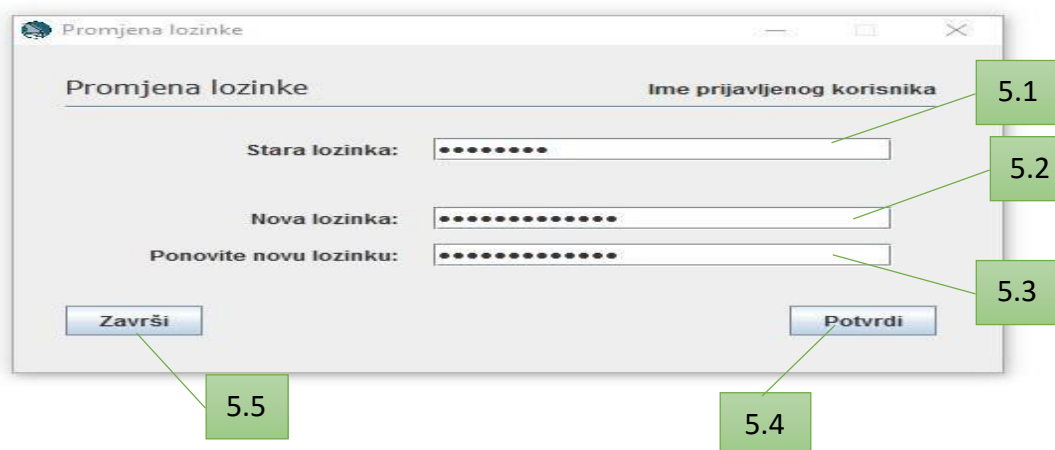 Promjena lozinke
Promjena lozinke Ime prijavljenog korisnika
5.1
Stara lozinka: ••••••••
5.2
Nova lozinka: •••••••••••••
Ponovite novu lozinku: •••••••••••••
5.3
Završi Potvrdi
5.5 5.4